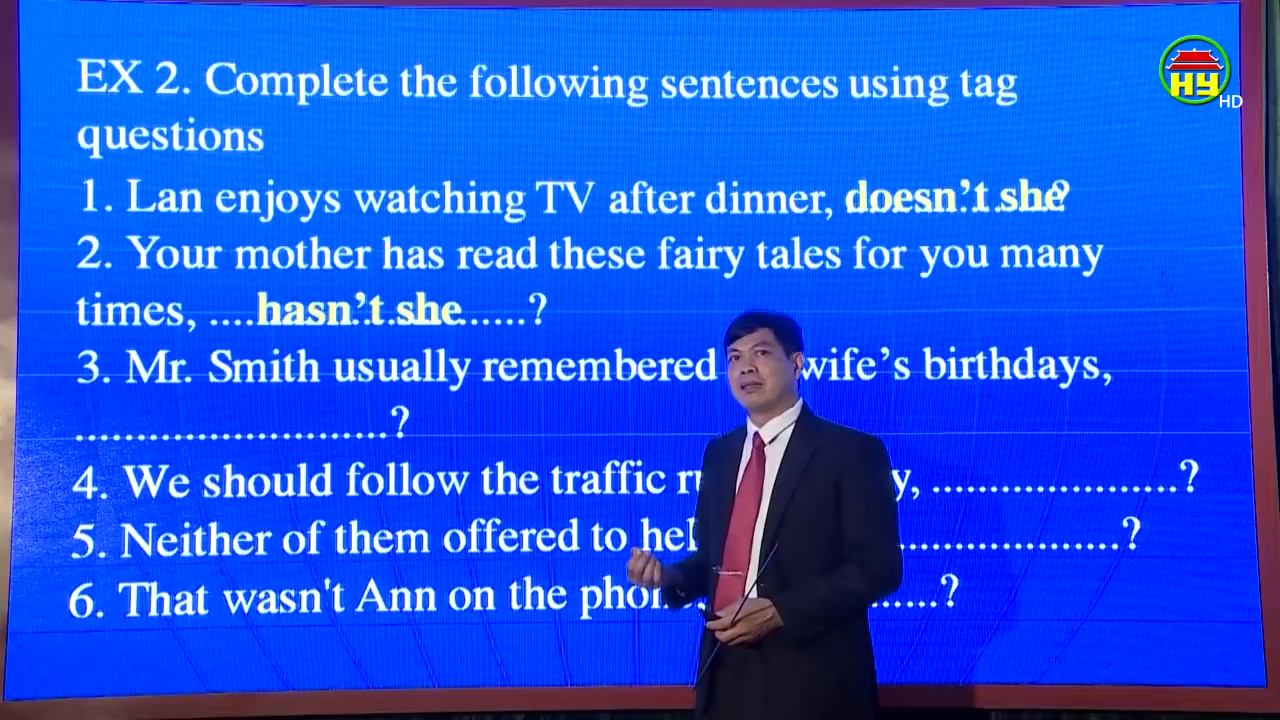 EX 2. Complete the following sentences using tag
questions
1. Lan enjoys watching TV after dinner, doesn't she?
2. Your mother has read these fairy tales for you many
times, ....hasn't she......?
3. Mr. Smith usually remembered wife's birthdays,
..........................?
4. We should follow the traffic .....................?
5. Neither of them offered to ...................?
6. That wasn't Ann on the ......?
HY
HD